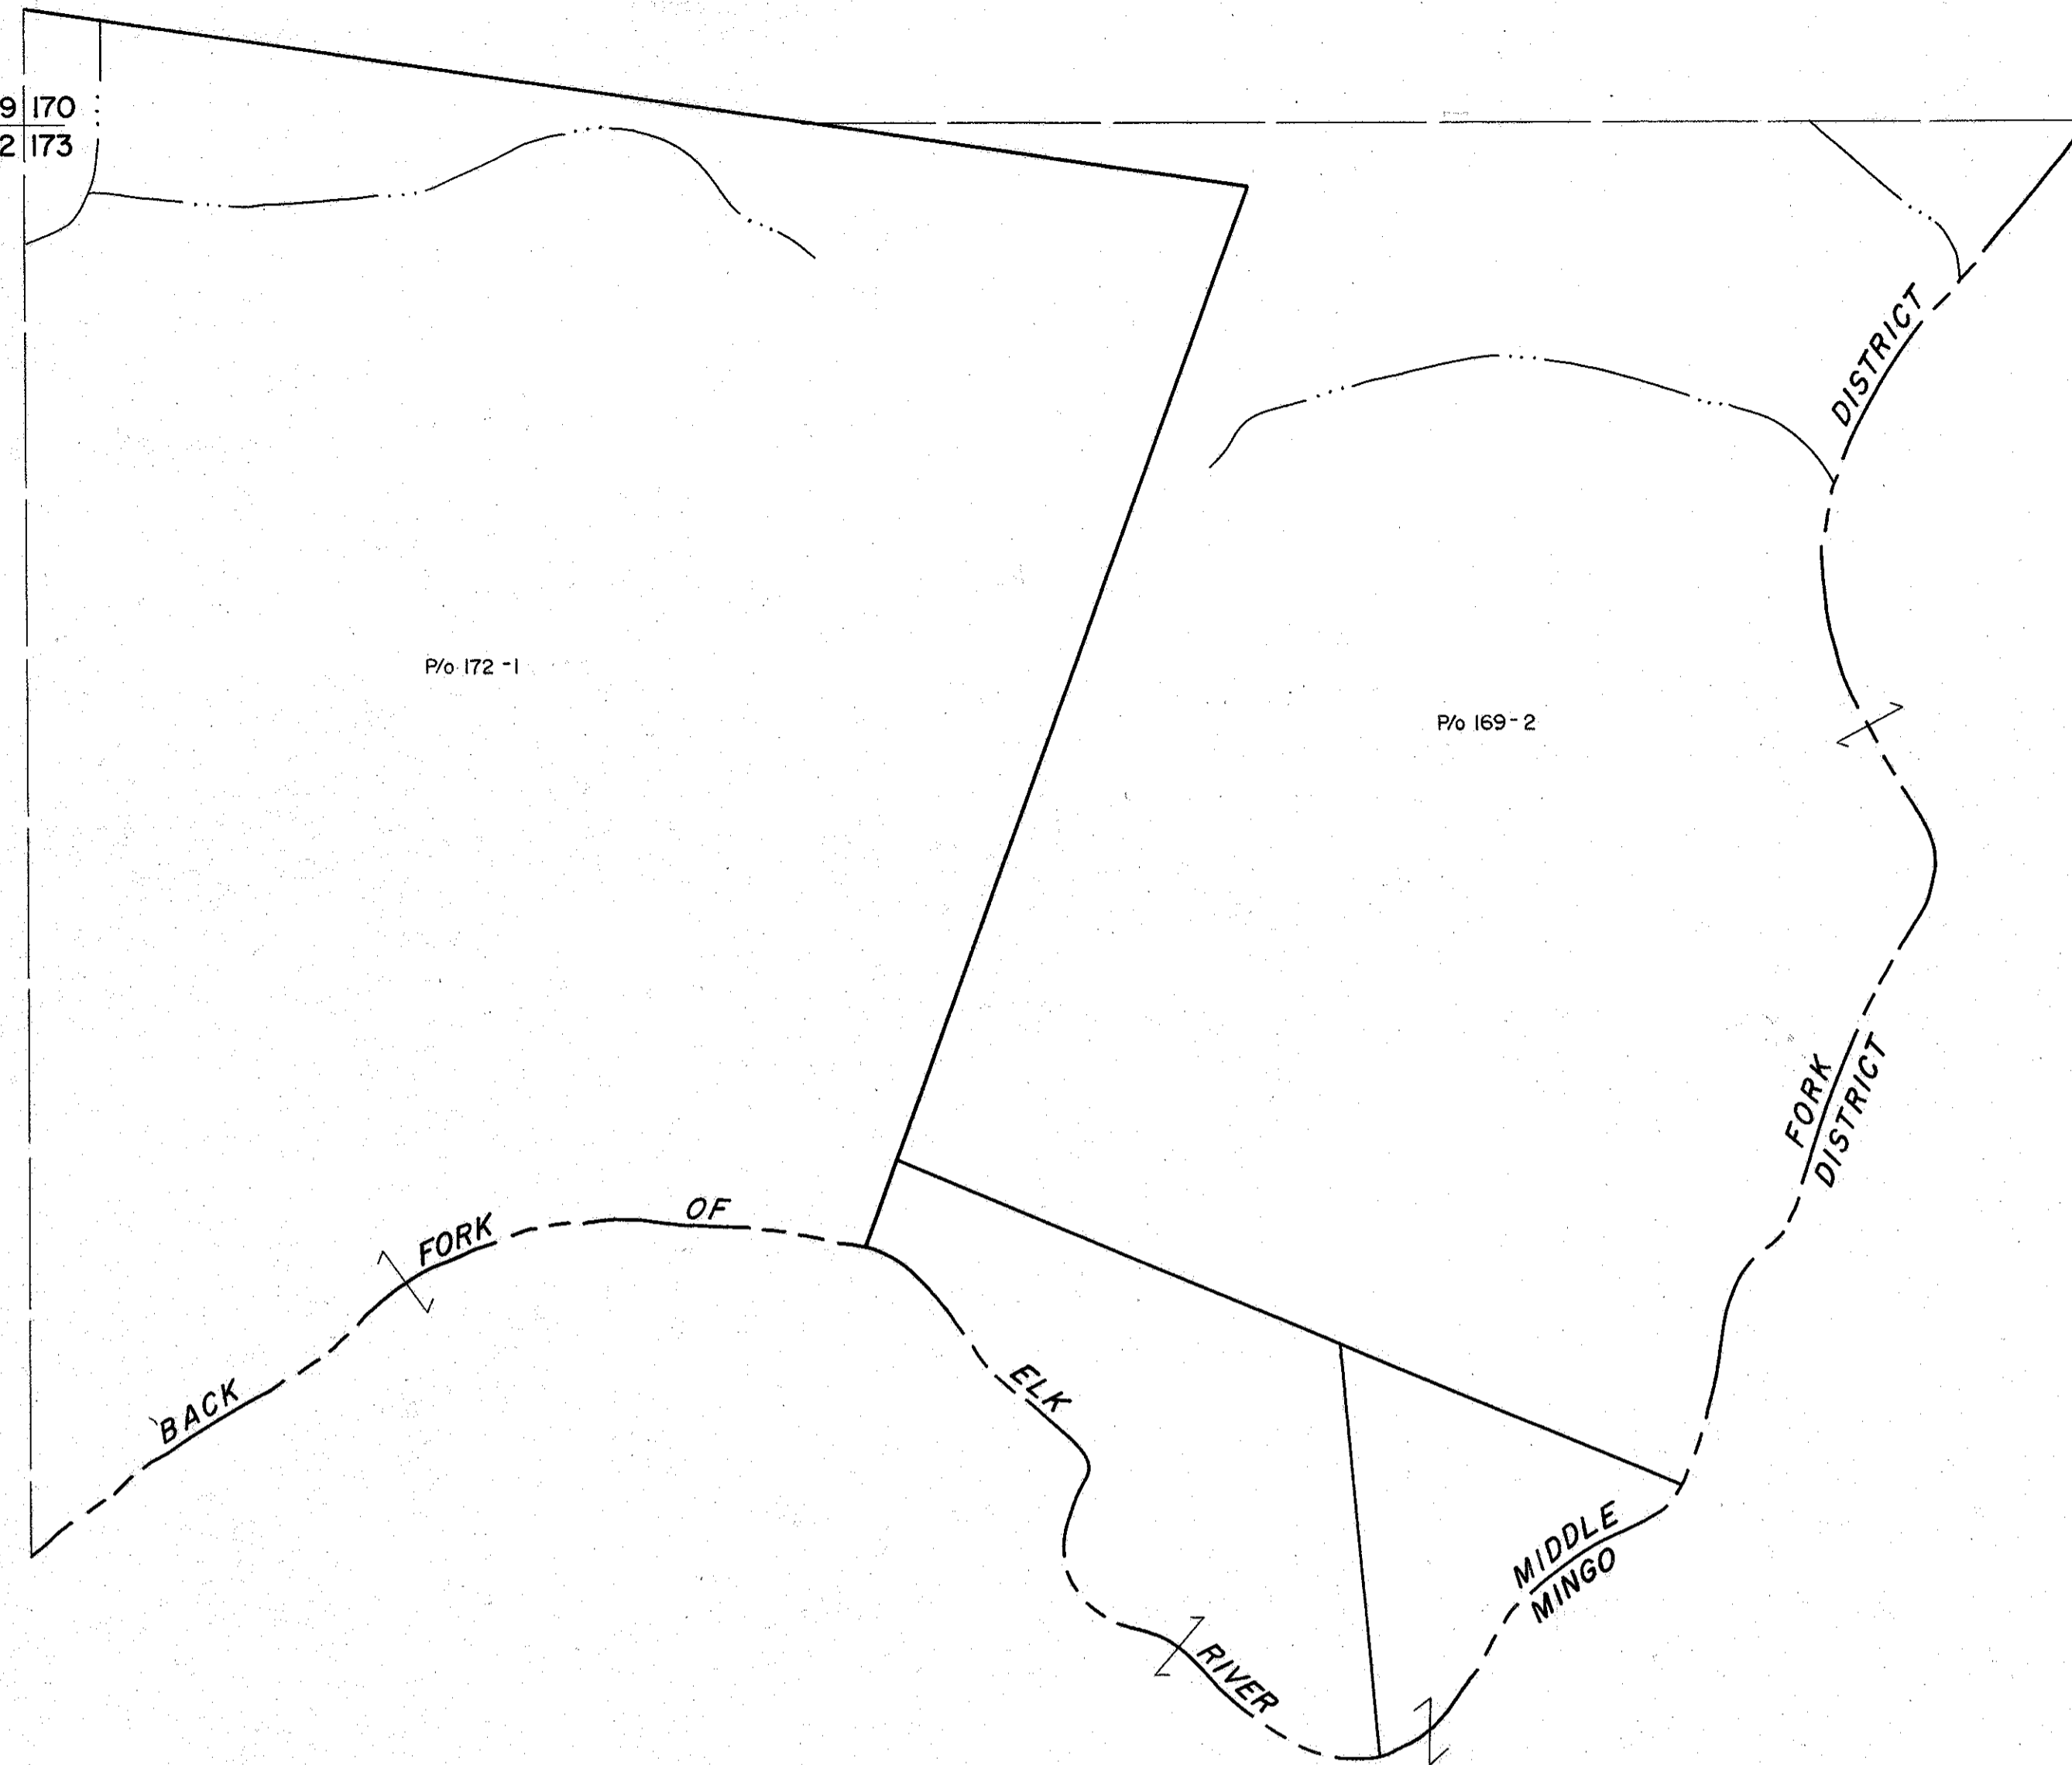 9 170
2 173
DISTRICT
P/o 172-1
P/o 169-2
FORK
DISTRICT
BACK FORK OF ELK RIVER
MIDDLE
MINGO